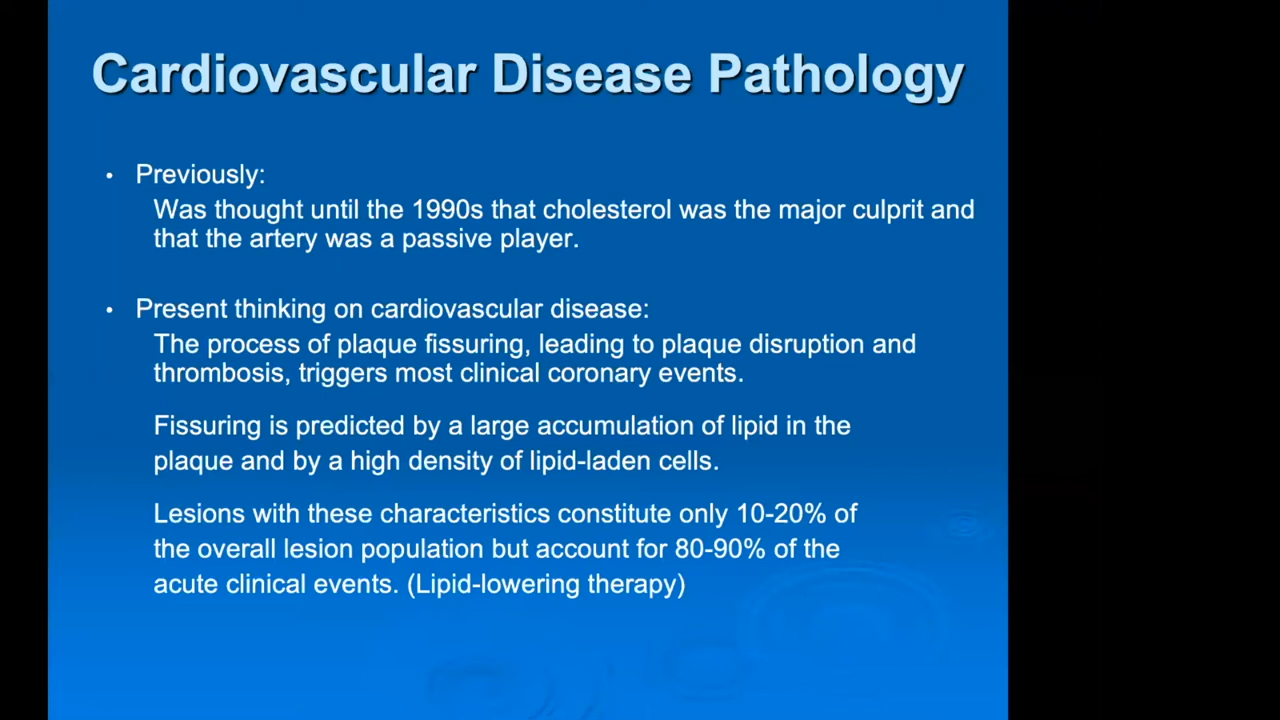 Cardiovascular Disease Pathology
• Previously:
Was thought until the 1990s that cholesterol was the major culprit and
that the artery was a passive player.
• Present thinking on cardiovascular disease:
The process of plaque fissuring, leading to plaque disruption and
thrombosis, triggers most clinical coronary events.
Fissuring is predicted by a large accumulation of lipid in the
plaque and by a high density of lipid-laden cells.
Lesions with these characteristics constitute only 10-20% of
the overall lesion population but account for 80-90% of the
acute clinical events. (Lipid-lowering therapy)